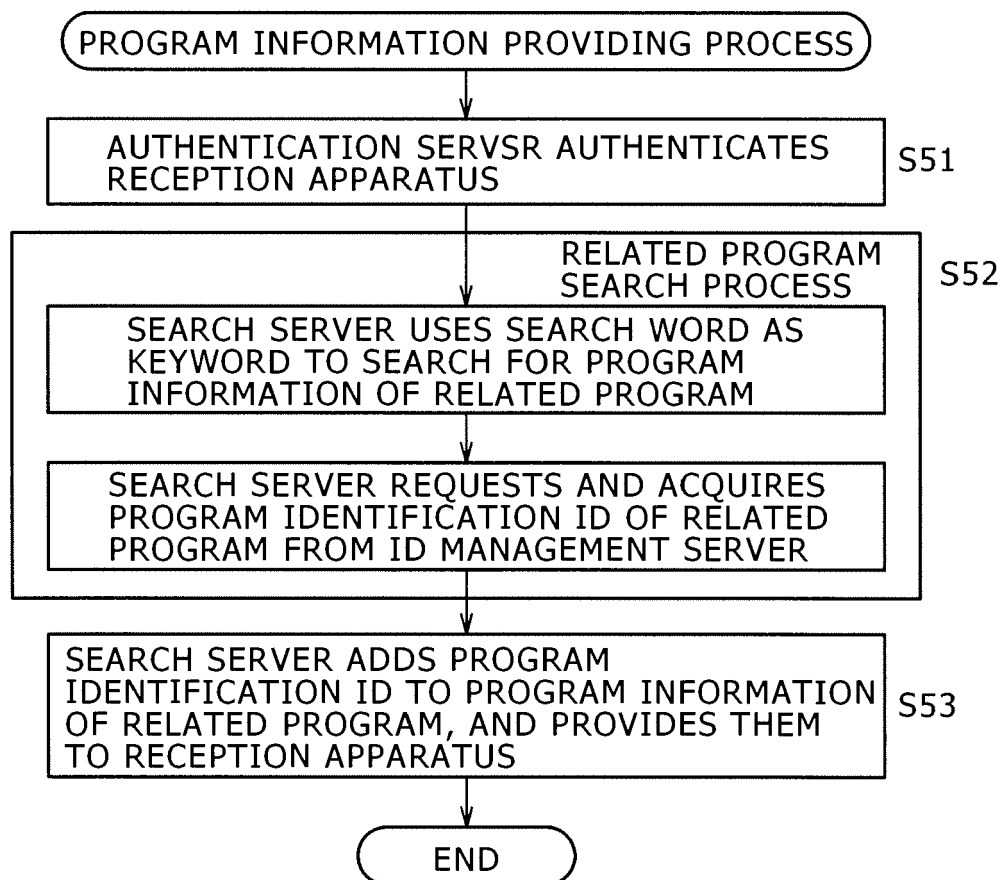 PROGRAM INFORMATION PROVIDING PROCESS
AUTHENTICATION SERVSR AUTHENTICATES
RECEPTION APPARATUS
S51
RELATED PROGRAM
SEARCH PROCESS
S52
SEARCH SERVER USES SEARCH WORD AS
KEYWORD TO SEARCH FOR PROGRAM
INFORMATION OF RELATED PROGRAM
SEARCH SERVER REQUESTS AND ACQUIRES
PROGRAM IDENTIFICATION ID OF RELATED
PROGRAM FROM ID MANAGEMENT SERVER
SEARCH SERVER ADDS PROGRAM
IDENTIFICATION ID TO PROGRAM INFORMATION
OF RELATED PROGRAM, AND PROVIDES THEM
TO RECEPTION APPARATUS
S53
END